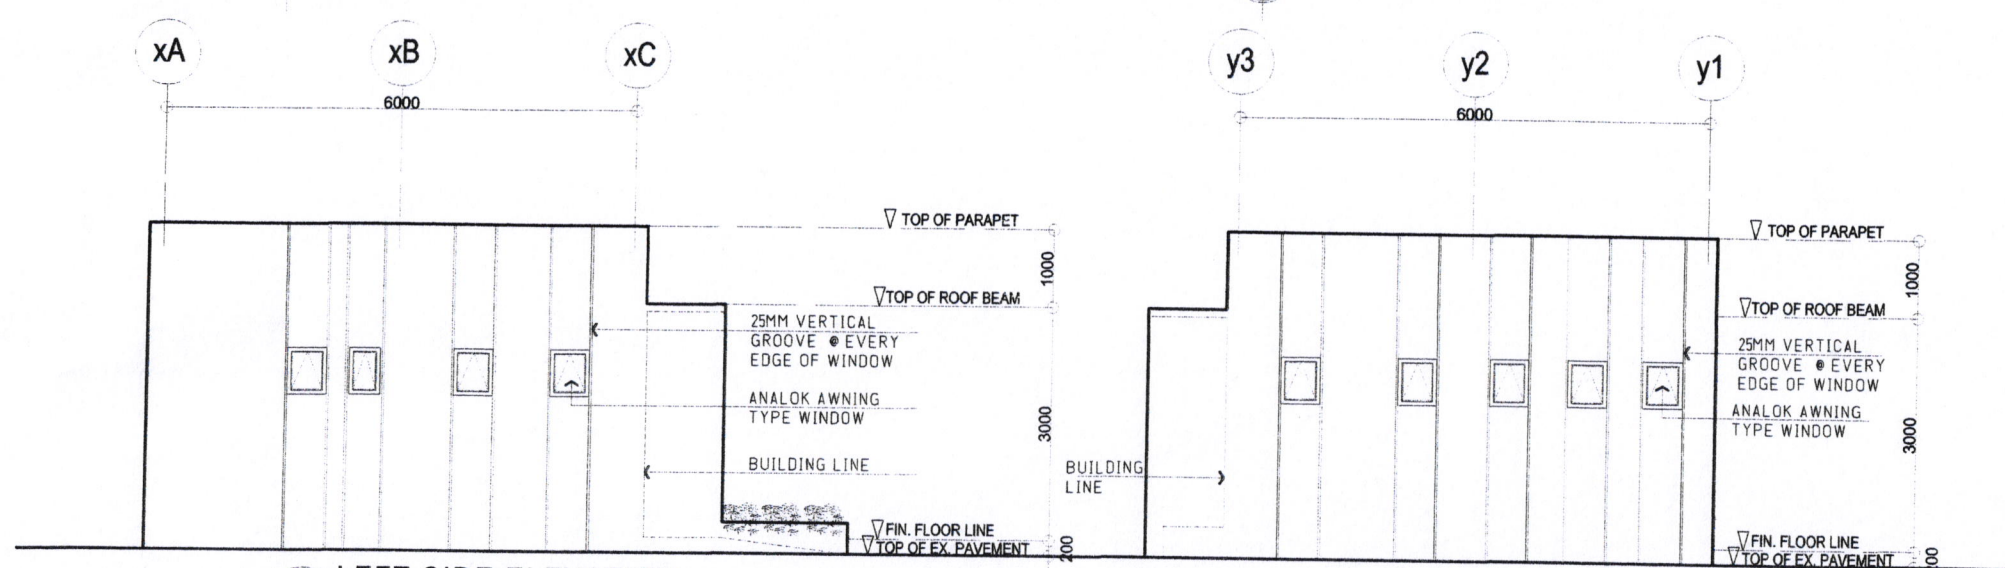 xA
xB
xC
6000
TOP OF PARAPET
1000
TOP OF ROOF BEAM
25MM VERTICAL
GROOVE @ EVERY
EDGE OF WINDOW
ANALOK AWNING
TYPE WINDOW
3000
BUILDING LINE
FIN. FLOOR LINE
TOP OF EX. PAVEMENT
200
y3
y2
y1
6000
TOP OF PARAPET
1000
TOP OF ROOF BEAM
25MM VERTICAL
GROOVE @ EVERY
EDGE OF WINDOW
ANALOK AWNING
TYPE WINDOW
3000
BUILDING
LINE
FIN. FLOOR LINE
TOP OF EX. PAVEMENT